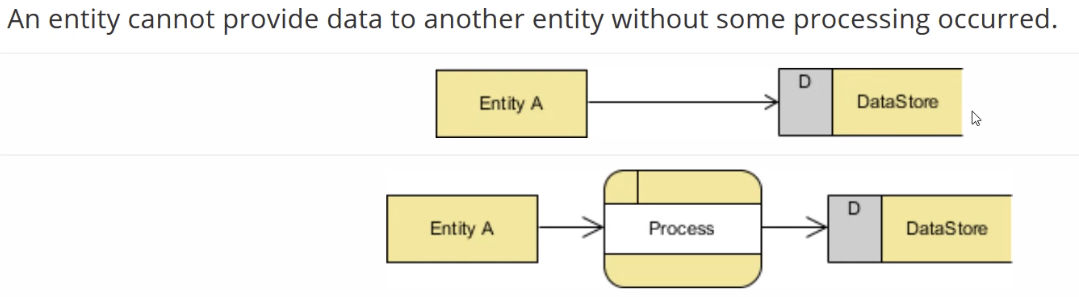 An entity cannot provide data to another entity without some processing occurred.
Entity A
D
DataStore
Entity A
Process
D
DataStore